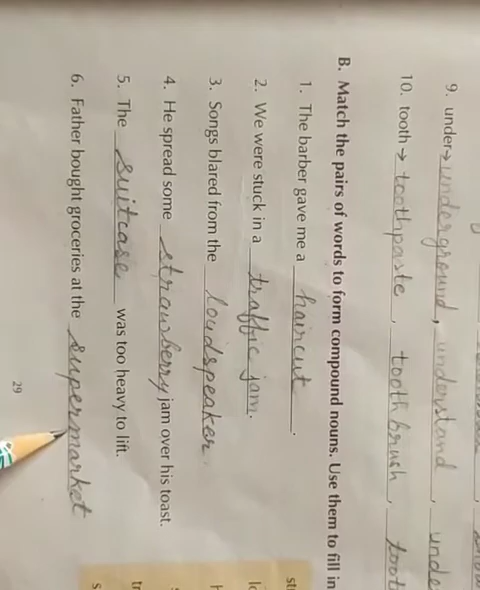 9. under→ underground, understand, unde
10. tooth→ toothpaste, toothbrush, toot
B. Match the pairs of words to form compound nouns. Use them to fill in
1. The barber gave me a haircut.
2. We were stuck in a traffic jam.
3. Songs blared from the loudspeaker.
4. He spread some strawberry jam over his toast.
5. The suitcase was too heavy to lift.
6. Father bought groceries at the supermarket
29